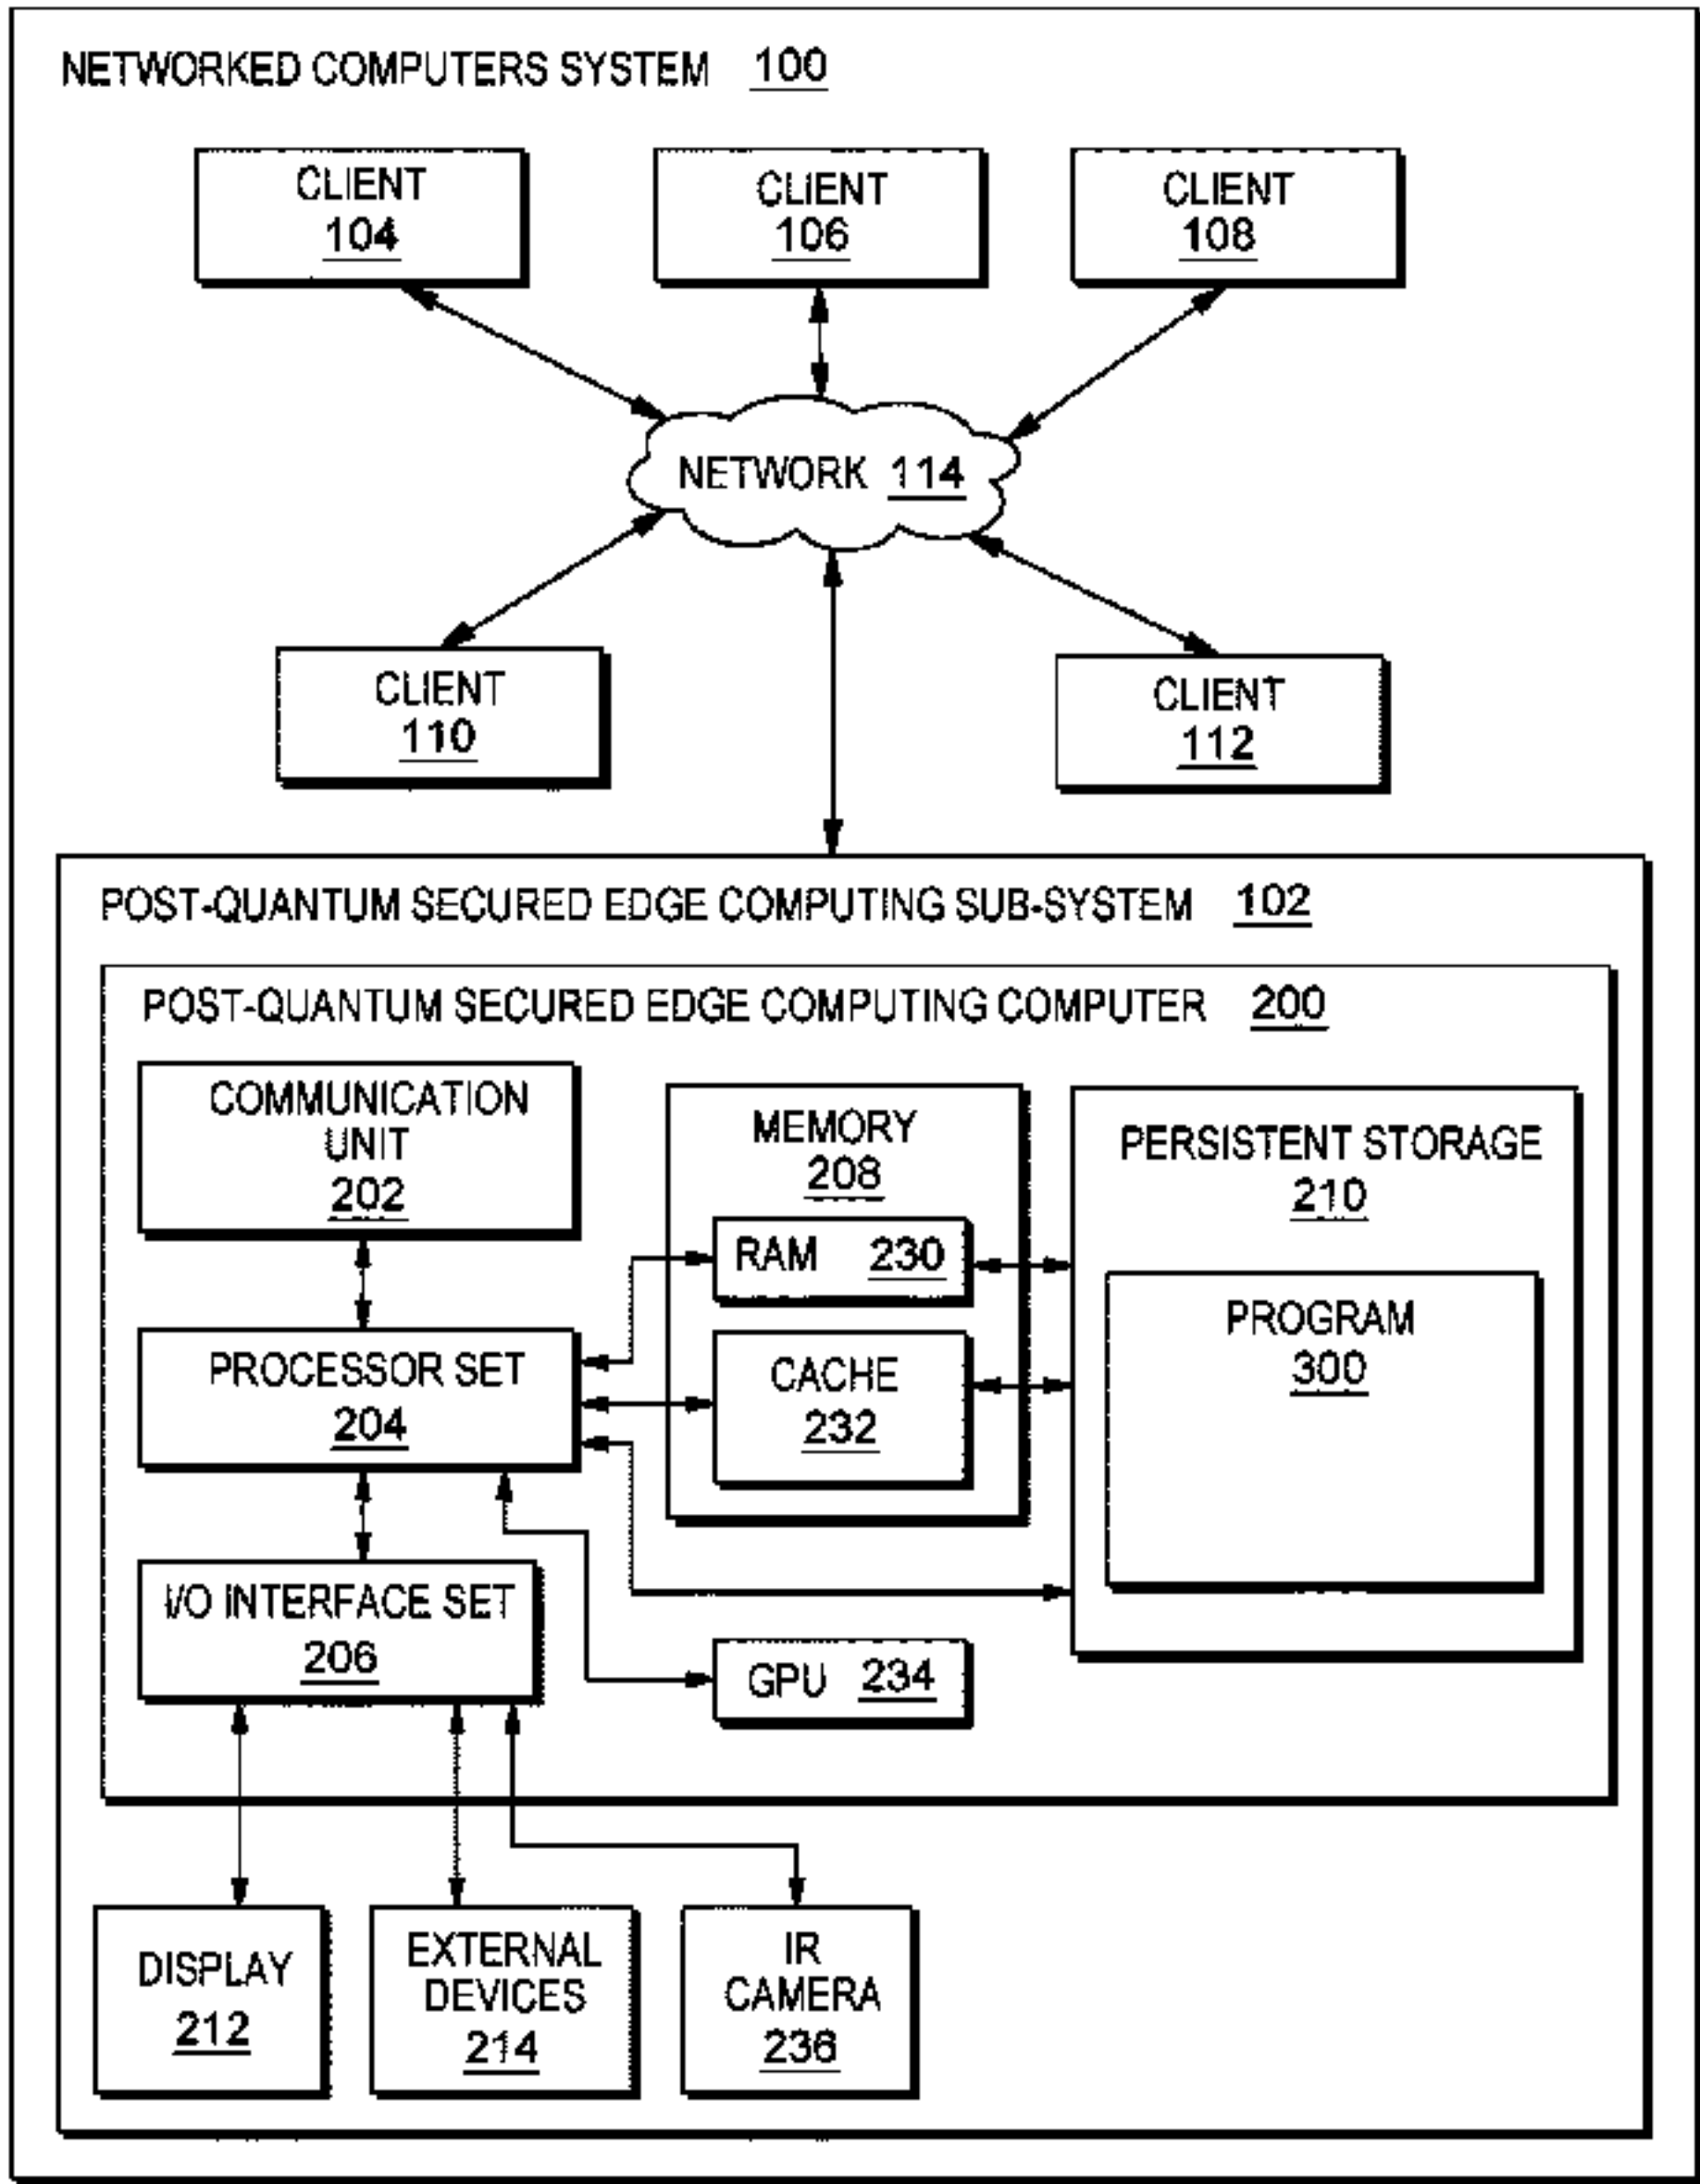 NETWORKED COMPUTERS SYSTEM 100
CLIENT
104
CLIENT
106
CLIENT
108
NETWORK 114
CLIENT
110
CLIENT
112
POST-QUANTUM SECURED EDGE COMPUTING SUB-SYSTEM 102
POST-QUANTUM SECURED EDGE COMPUTING COMPUTER 200
COMMUNICATION
UNIT
202
MEMORY
208
PERSISTENT STORAGE
210
RAM 230
PROGRAM
300
PROCESSOR SET
204
CACHE
232
I/O INTERFACE SET
206
GPU 234
DISPLAY
212
EXTERNAL
DEVICES
214
IR
CAMERA
236